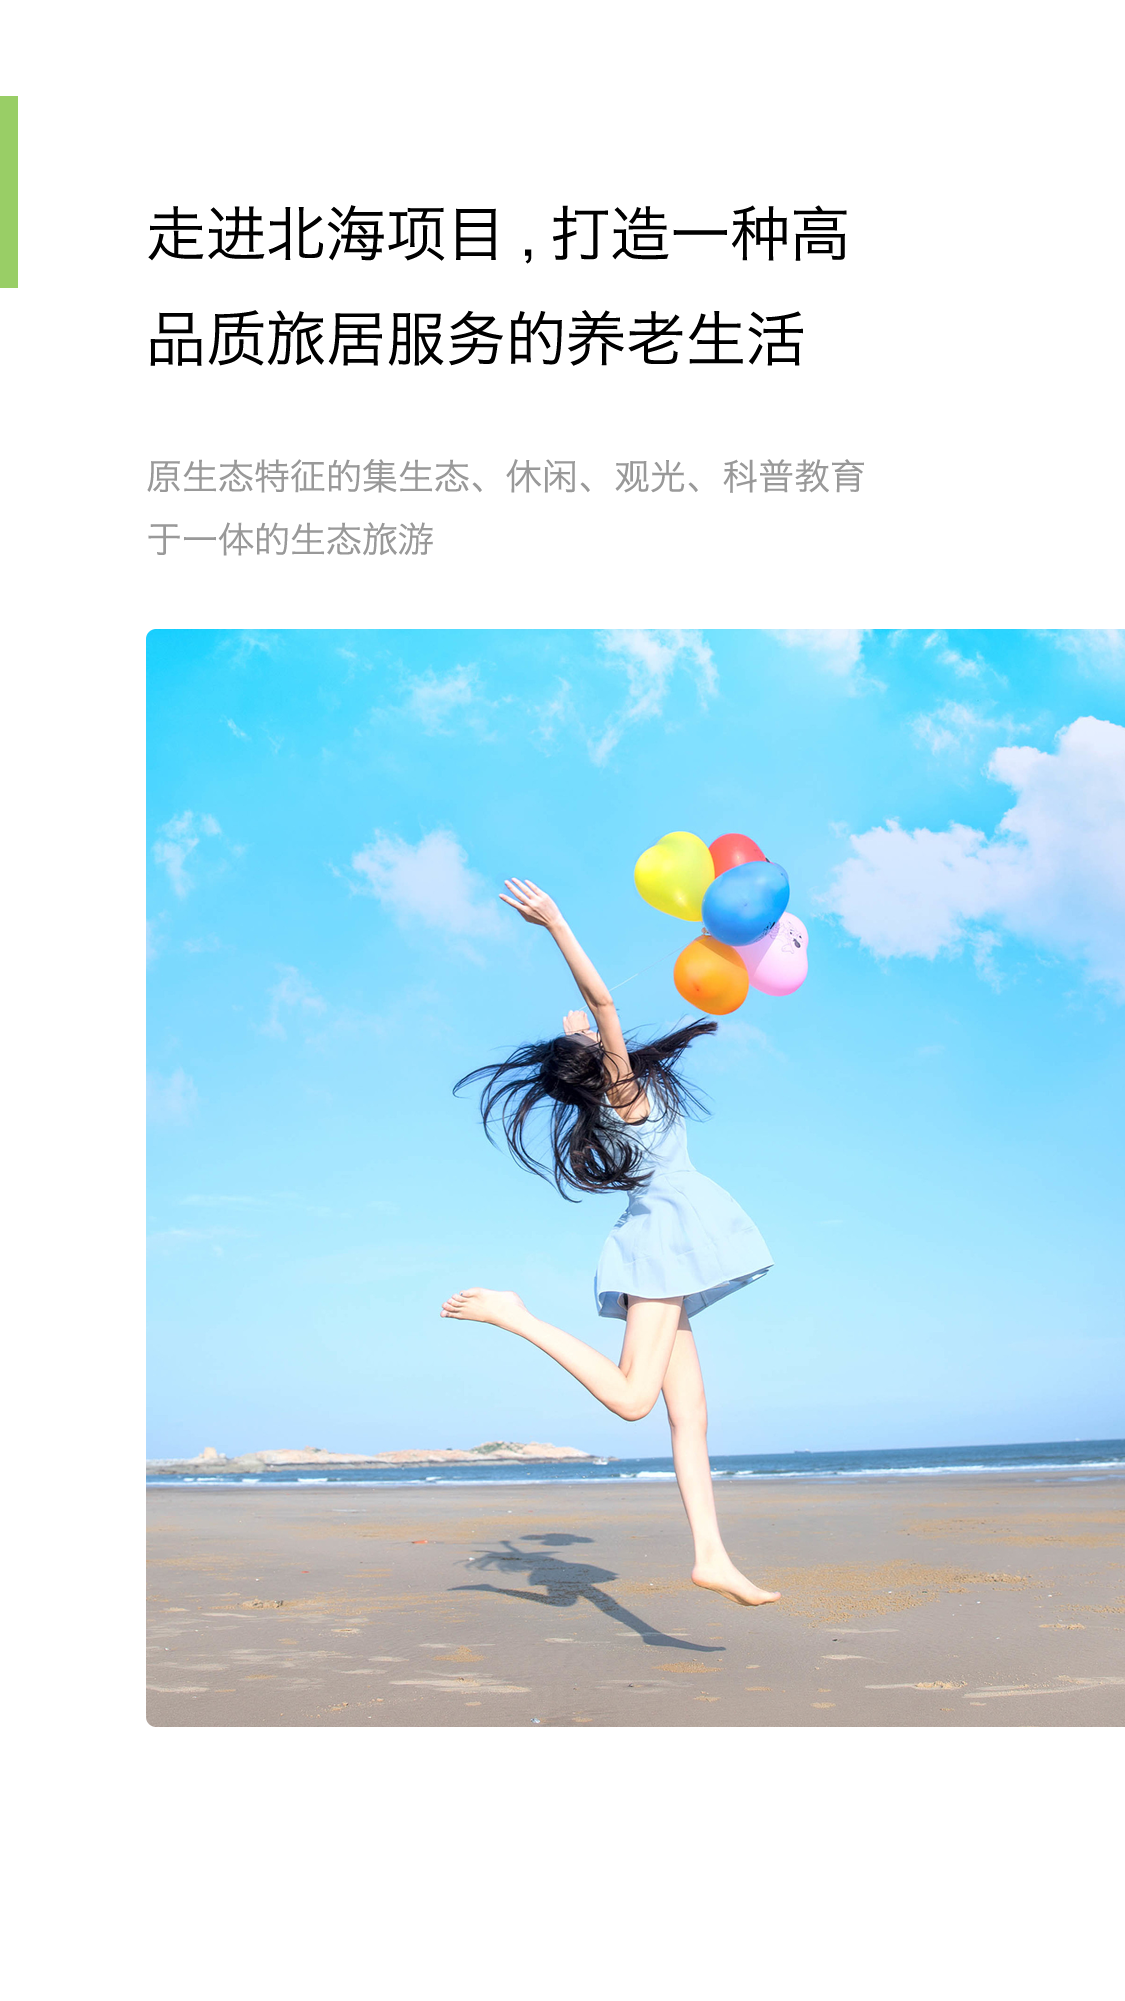 走进北海项目,打造一种高
品质旅居服务的养老生活
原生态特征的集生态、休闲、观光、科普教育
于一体的生态旅游